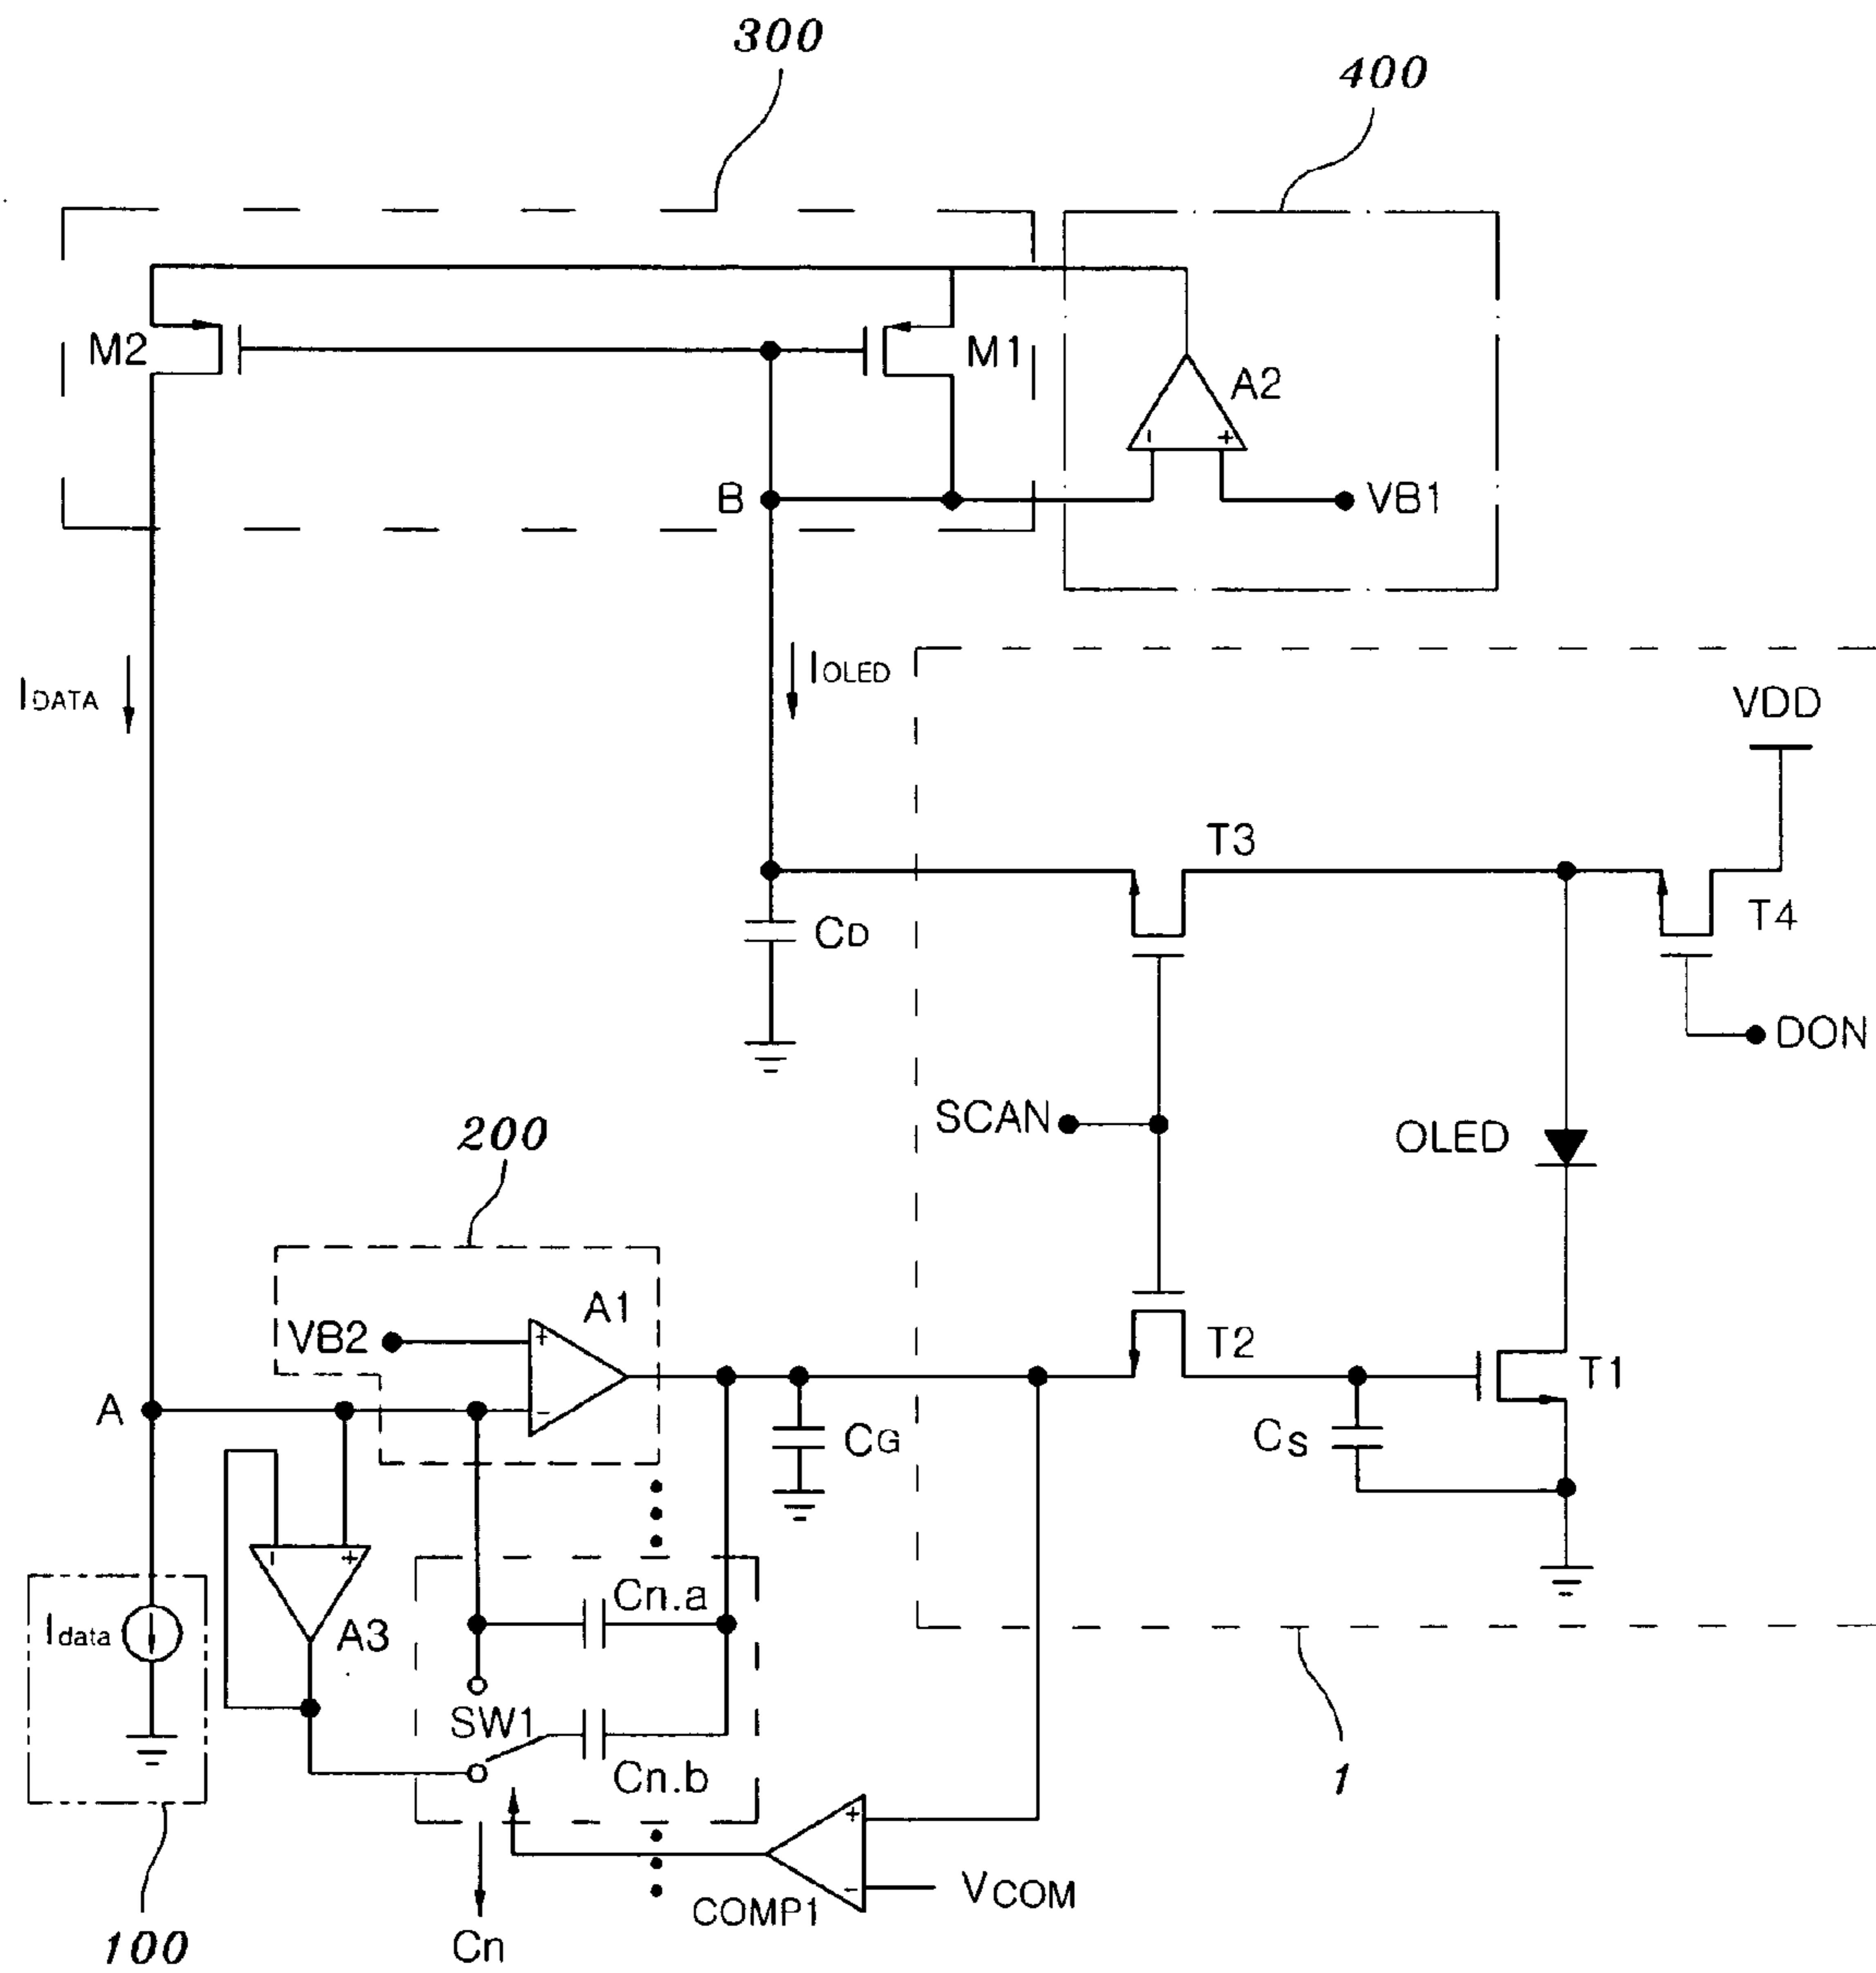 300
400
M2
M1
A2
- +
B
VB1
IDATA
IOLED
VDD
T3
T4
CD
DON
SCAN
OLED
200
A1
VB2
+
T2
T1
A
-
CG
CS
- +
Cn.a
Idata
A3
SW1
Cn.b
1
+
-
VCOM
COMP1
100
Cn